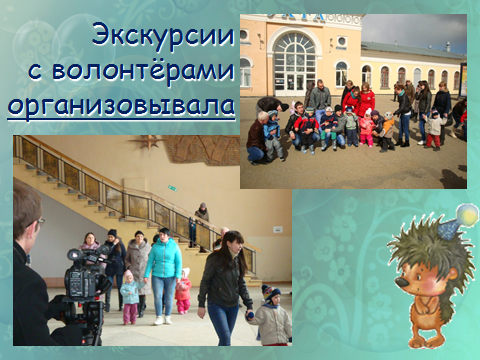 Экскурсии
с волонтёрами
организовывала